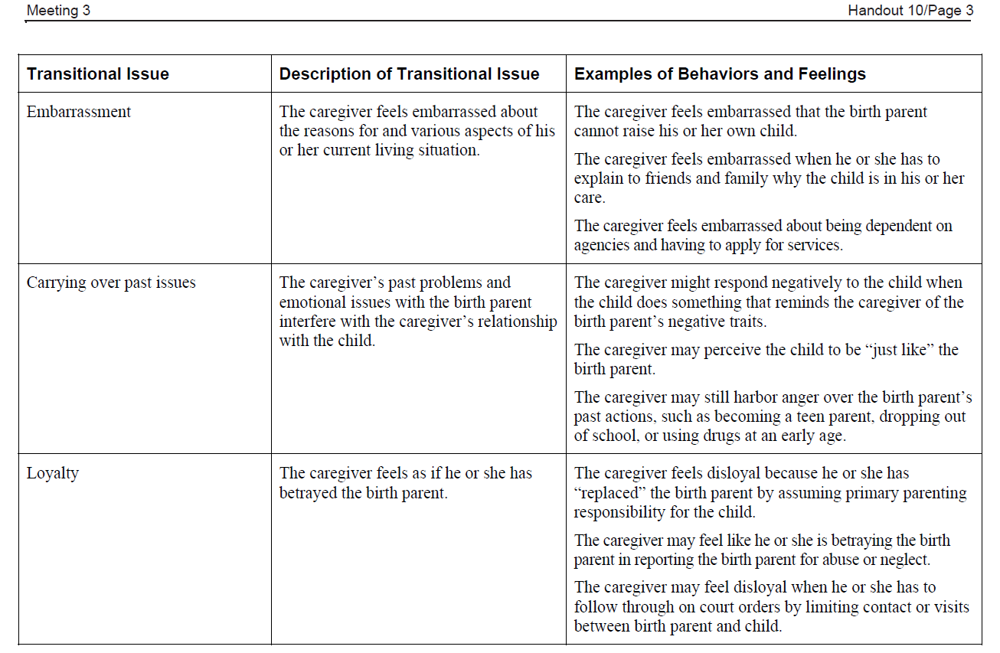 Meeting 3
Handout 10/Page 3
Transitional Issue
Description of Transitional Issue
Examples of Behaviors and Feelings
Embarrassment
The caregiver feels embarrassed about
the reasons for and various aspects of his
or her current living situation.
The caregiver feels embarrassed that the birth parent
cannot raise his or her own child.
The caregiver feels embarrassed when he or she has to
explain to friends and family why the child is in his or her
care.
The caregiver feels embarrassed about being dependent on
agencies and having to apply for services.
Carrying over past issues
The caregiver’s past problems and
emotional issues with the birth parent
interfere with the caregiver’s relationship
with the child.
The caregiver might respond negatively to the child when
the child does something that reminds the caregiver of the
birth parent’s negative traits.
The caregiver may perceive the child to be “just like” the
birth parent.
The caregiver may still harbor anger over the birth parent’s
past actions, such as becoming a teen parent, dropping out
of school, or using drugs at an early age.
Loyalty
The caregiver feels as if he or she has
betrayed the birth parent.
The caregiver feels disloyal because he or she has
“replaced” the birth parent by assuming primary parenting
responsibility for the child.
The caregiver may feel like he or she is betraying the birth
parent in reporting the birth parent for abuse or neglect.
The caregiver may feel disloyal when he or she has to
follow through on court orders by limiting contact or visits
between birth parent and child.